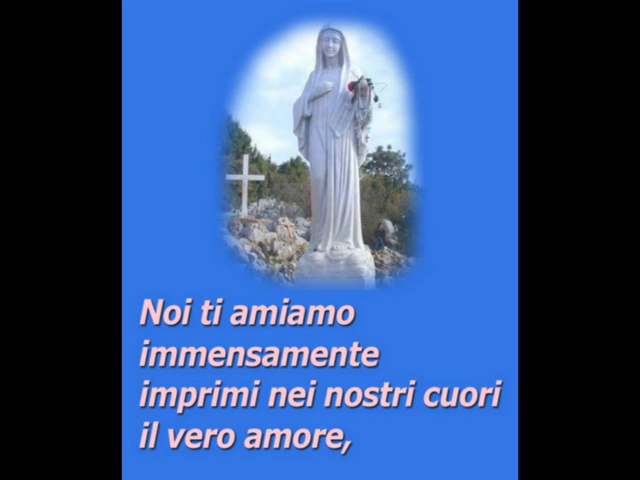 Noi ti amiamo
immensamente
imprimi nei nostri cuori
il vero amore,